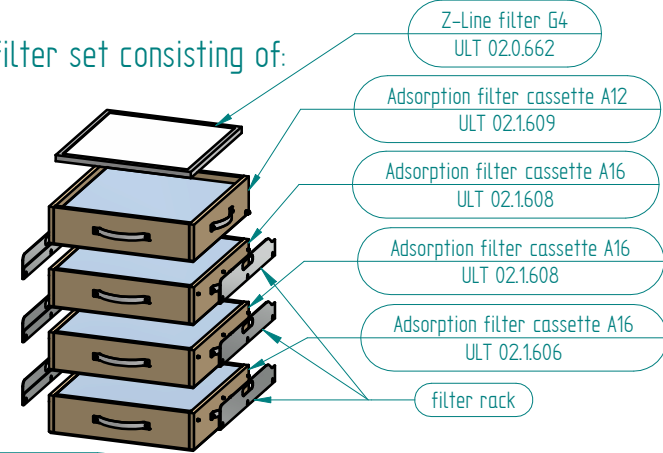 filter set consisting of:
Z-Line filter G4
ULT 02.0.662
Adsorption filter cassette A12
ULT 02.1.609
Adsorption filter cassette A16
ULT 02.1.608
Adsorption filter cassette A16
ULT 02.1.608
Adsorption filter cassette A16
ULT 02.1.606
filter rack